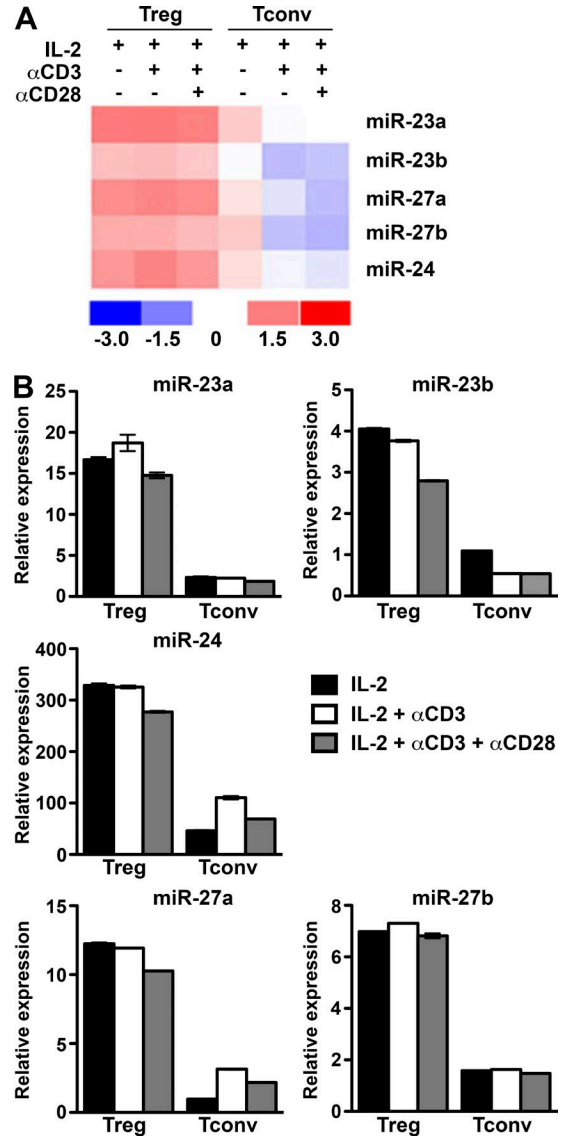 A
Treg Tconv
IL-2 + + + + + +
αCD3 - + + - + +
αCD28 - - + - - +
miR-23a
miR-23b
miR-27a
miR-27b
miR-24
-3.0 -1.5 0 1.5 3.0
B
miR-23a
Relative expression
25
20
15
10
5
0
Treg Tconv
miR-23b
Relative expression
5
4
3
2
1
0
Treg Tconv
miR-24
Relative expression
400
300
200
100
0
Treg Tconv
IL-2
IL-2 + αCD3
IL-2 + αCD3 + αCD28
miR-27a
Relative expression
15
10
5
0
Treg Tconv
miR-27b
Relative expression
8
6
4
2
0
Treg Tconv